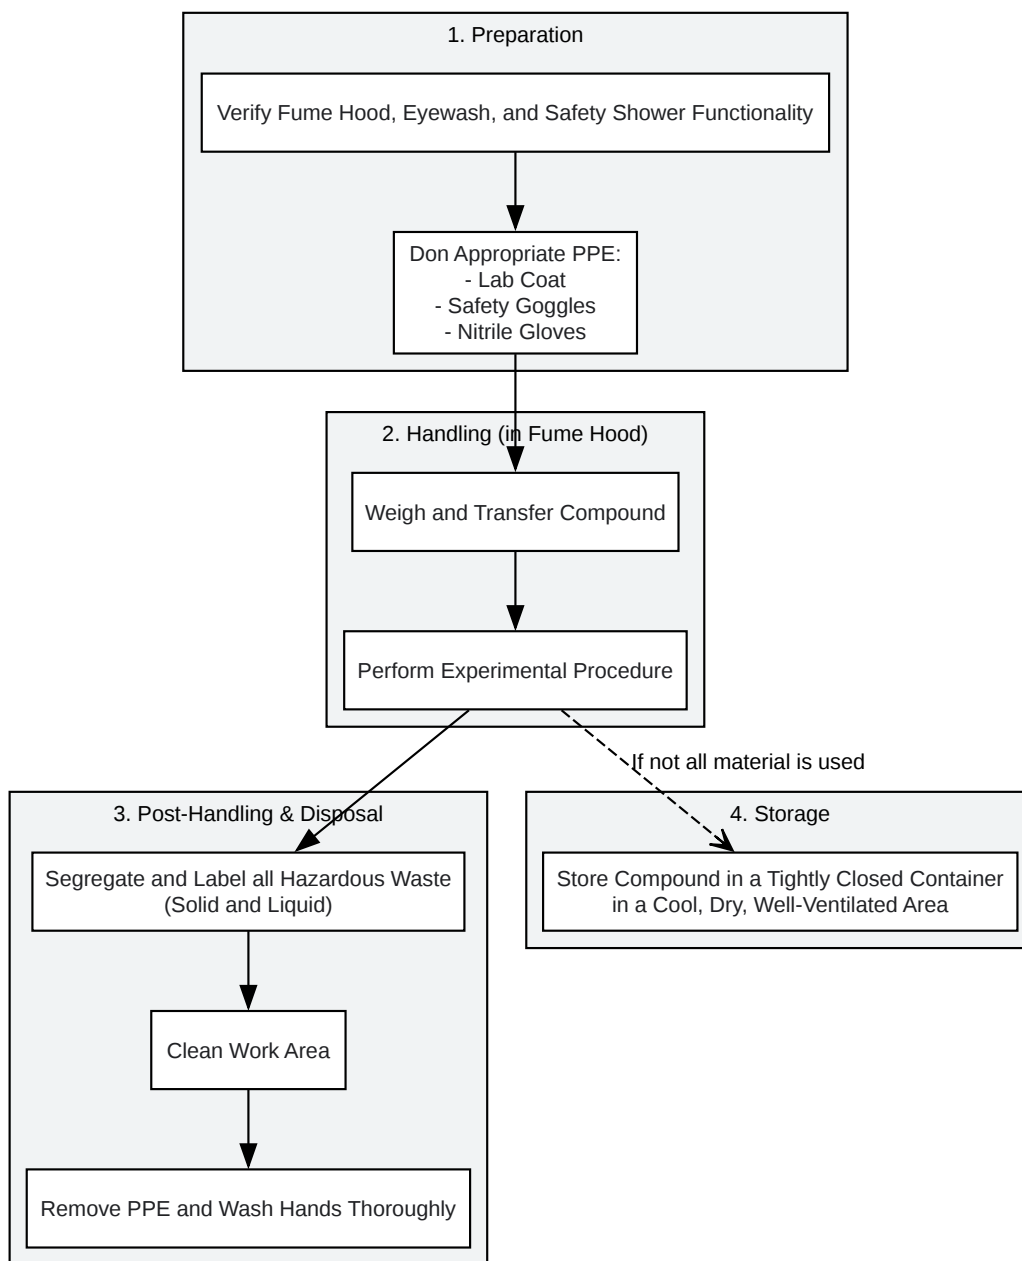 1. Preparation
Verify Fume Hood, Eyewash, and Safety Shower Functionality
Don Appropriate PPE:
- Lab Coat
- Safety Goggles
- Nitrile Gloves
2. Handling (in Fume Hood)
Weigh and Transfer Compound
Perform Experimental Procedure
If not all material is used
3. Post-Handling & Disposal
Segregate and Label all Hazardous Waste
(Solid and Liquid)
Clean Work Area
Remove PPE and Wash Hands Thoroughly
4. Storage
Store Compound in a Tightly Closed Container
in a Cool, Dry, Well-Ventilated Area